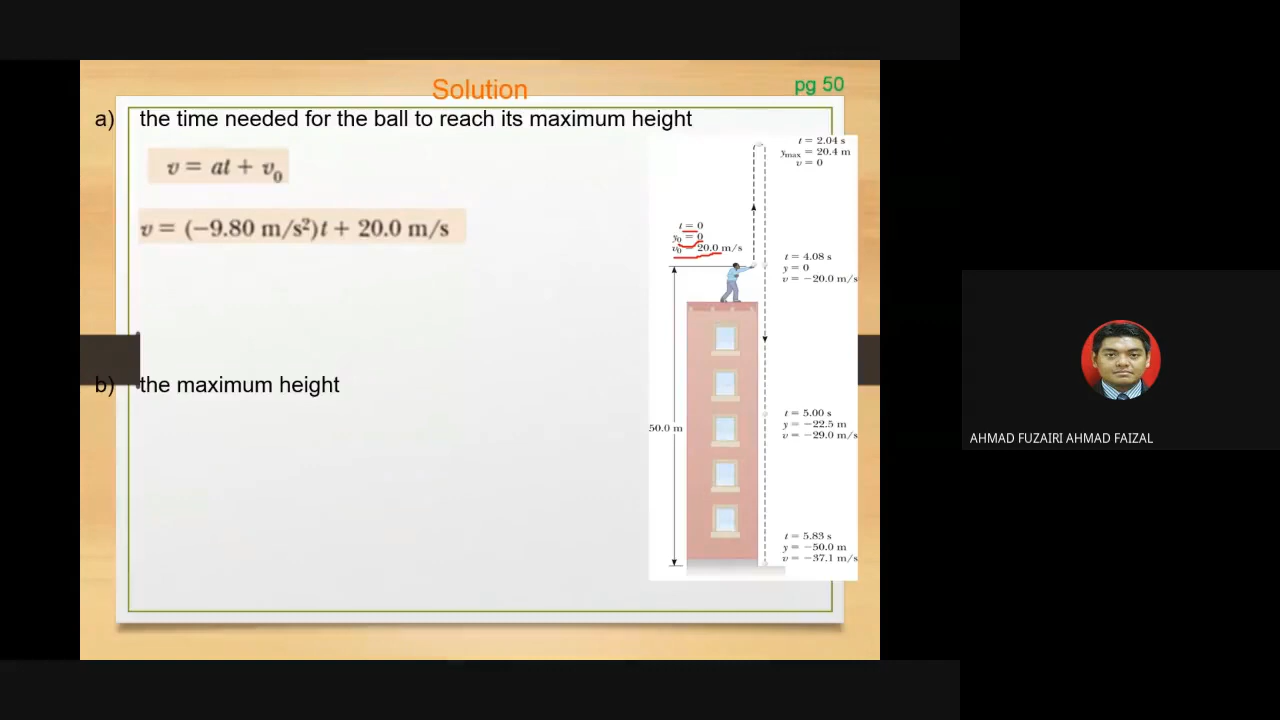 Solution
pg 50
a) the time needed for the ball to reach its maximum height
v = at + v₀
v = (−9.80 m/s²)t + 20.0 m/s
t = 2.04 s
yₘₐₓ = 20.4 m
v = 0
t = 0
y₀ = 0
v₀ = 20.0 m/s
t = 4.08 s
y = 0
v = −20.0 m/s
b) the maximum height
50.0 m
t = 5.00 s
y = −22.5 m
v = −29.0 m/s
t = 5.83 s
y = −50.0 m
v = −37.1 m/s
AHMAD FUZAIRI AHMAD FAIZAL